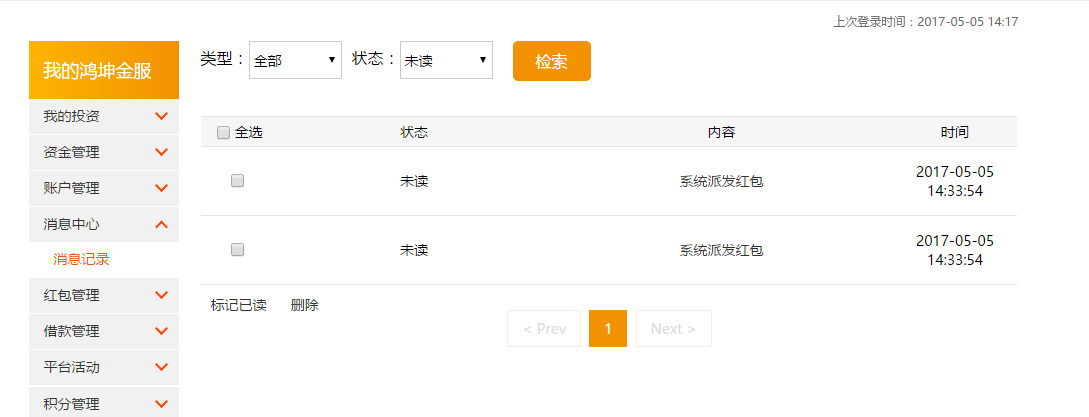 上次登录时间：2017-05-05 14:17
我的鸿坤金服
我的投资
资金管理
账户管理
消息中心
消息记录
红包管理
借款管理
平台活动
积分管理
类型： 全部 状态： 未读 检索
全选 状态 内容 时间
未读 系统派发红包 2017-05-05
14:33:54
未读 系统派发红包 2017-05-05
14:33:54
标记已读 删除
< Prev 1 Next >